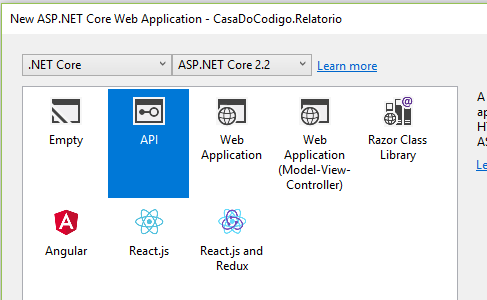 New ASP.NET Core Web Application - CasaDoCodigo.Relatorio
.NET Core
ASP.NET Core 2.2
Learn more
Empty
API
Web
Application
Web
Application
(Model-View-
Controller)
Razor Class
Library
Angular
React.js
React.js and
Redux
A
ap
H
AS
Le